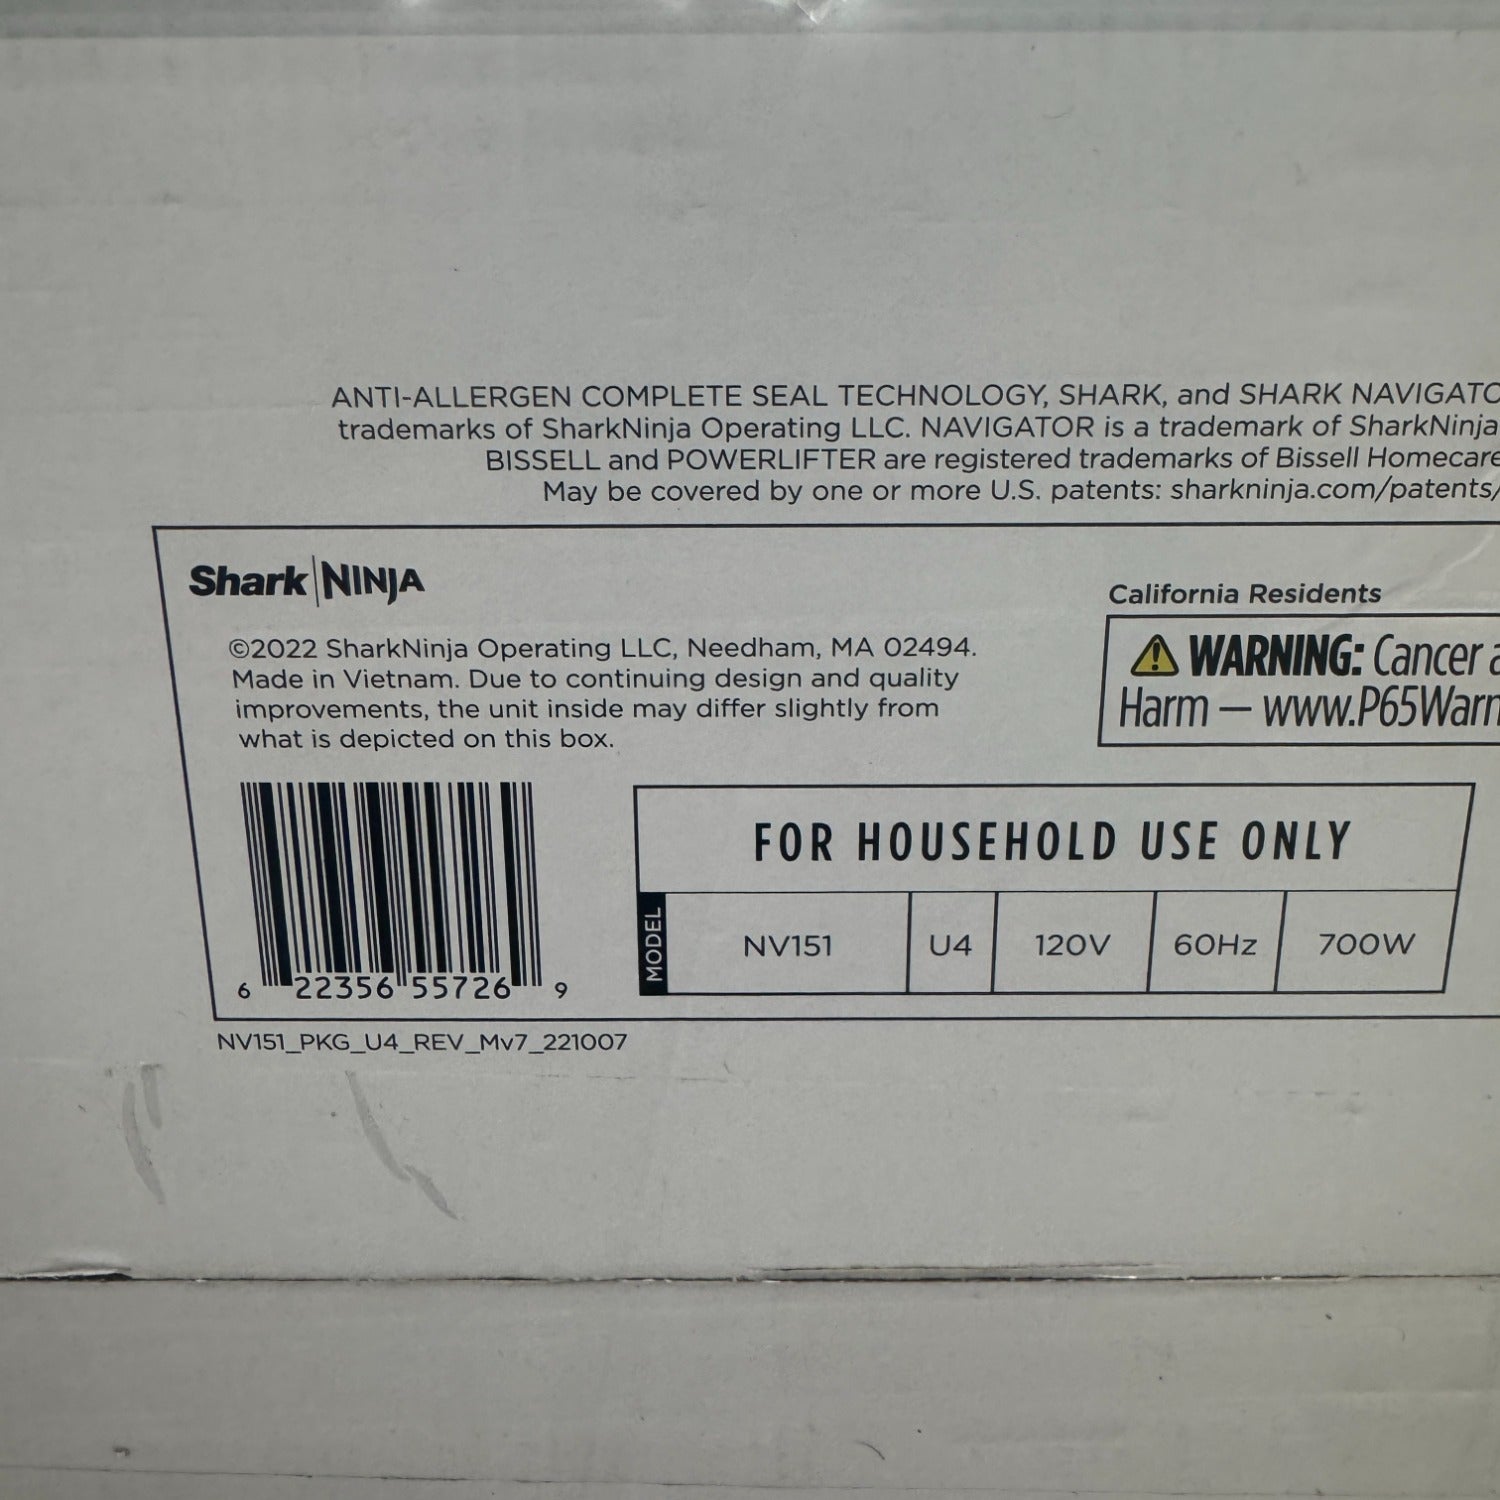 ANTI-ALLERGEN COMPLETE SEAL TECHNOLOGY, SHARK, and SHARK NAVIGATO
trademarks of SharkNinja Operating LLC. NAVIGATOR is a trademark of SharkNinja
BISSELL and POWERLIFTER are registered trademarks of Bissell Homecare
May be covered by one or more U.S. patents: sharkninja.com/patents/
Shark NINJA
©2022 SharkNinja Operating LLC, Needham, MA 02494.
Made in Vietnam. Due to continuing design and quality
improvements, the unit inside may differ slightly from
what is depicted on this box.
California Residents
WARNING: Cancer a
Harm — www.P65Warn
FOR HOUSEHOLD USE ONLY
MODEL NV151 U4 120V 60Hz 700W
6 22356 55726 9
NV151_PKG_U4_REV_Mv7_221007